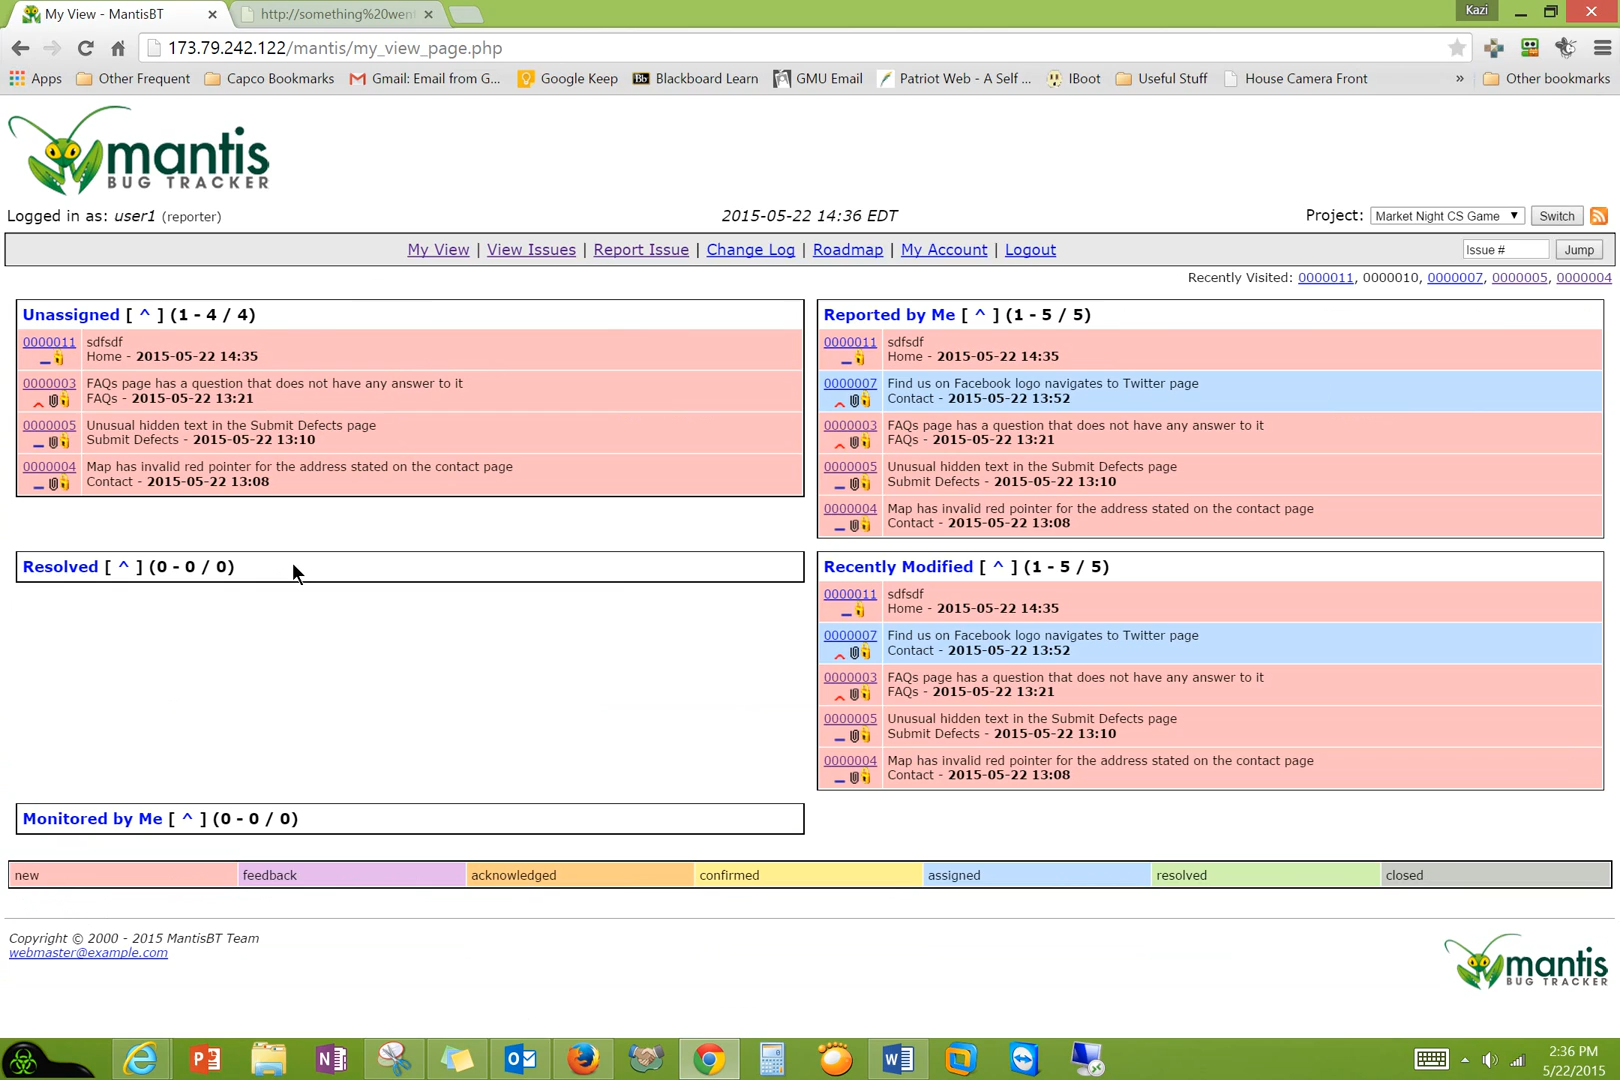 My View - MantisBT
http://something%20wen
Kazi
173.79.242.122/mantis/my_view_page.php
Apps Other Frequent Capco Bookmarks Gmail: Email from G... Google Keep Bb Blackboard Learn GMU Email Patriot Web - A Self ... IBoot Useful Stuff House Camera Front » Other bookmarks
mantis
BUG TRACKER
Logged in as: user1 (reporter)
2015-05-22 14:36 EDT
Project: Market Night CS Game Switch
My View | View Issues | Report Issue | Change Log | Roadmap | My Account | Logout
Issue # Jump
Recently Visited: 0000011, 0000010, 0000007, 0000005, 0000004
Unassigned [ ^ ] (1 - 4 / 4)
0000011 sdfsdf
Home - 2015-05-22 14:35
0000003 FAQs page has a question that does not have any answer to it
FAQs - 2015-05-22 13:21
0000005 Unusual hidden text in the Submit Defects page
Submit Defects - 2015-05-22 13:10
0000004 Map has invalid red pointer for the address stated on the contact page
Contact - 2015-05-22 13:08
Reported by Me [ ^ ] (1 - 5 / 5)
0000011 sdfsdf
Home - 2015-05-22 14:35
0000007 Find us on Facebook logo navigates to Twitter page
Contact - 2015-05-22 13:52
0000003 FAQs page has a question that does not have any answer to it
FAQs - 2015-05-22 13:21
0000005 Unusual hidden text in the Submit Defects page
Submit Defects - 2015-05-22 13:10
0000004 Map has invalid red pointer for the address stated on the contact page
Contact - 2015-05-22 13:08
Resolved [ ^ ] (0 - 0 / 0)
Recently Modified [ ^ ] (1 - 5 / 5)
0000011 sdfsdf
Home - 2015-05-22 14:35
0000007 Find us on Facebook logo navigates to Twitter page
Contact - 2015-05-22 13:52
0000003 FAQs page has a question that does not have any answer to it
FAQs - 2015-05-22 13:21
0000005 Unusual hidden text in the Submit Defects page
Submit Defects - 2015-05-22 13:10
0000004 Map has invalid red pointer for the address stated on the contact page
Contact - 2015-05-22 13:08
Monitored by Me [ ^ ] (0 - 0 / 0)
new feedback acknowledged confirmed assigned resolved closed
Copyright © 2000 - 2015 MantisBT Team
webmaster@example.com
mantis
BUG TRACKER
2:36 PM
5/22/2015